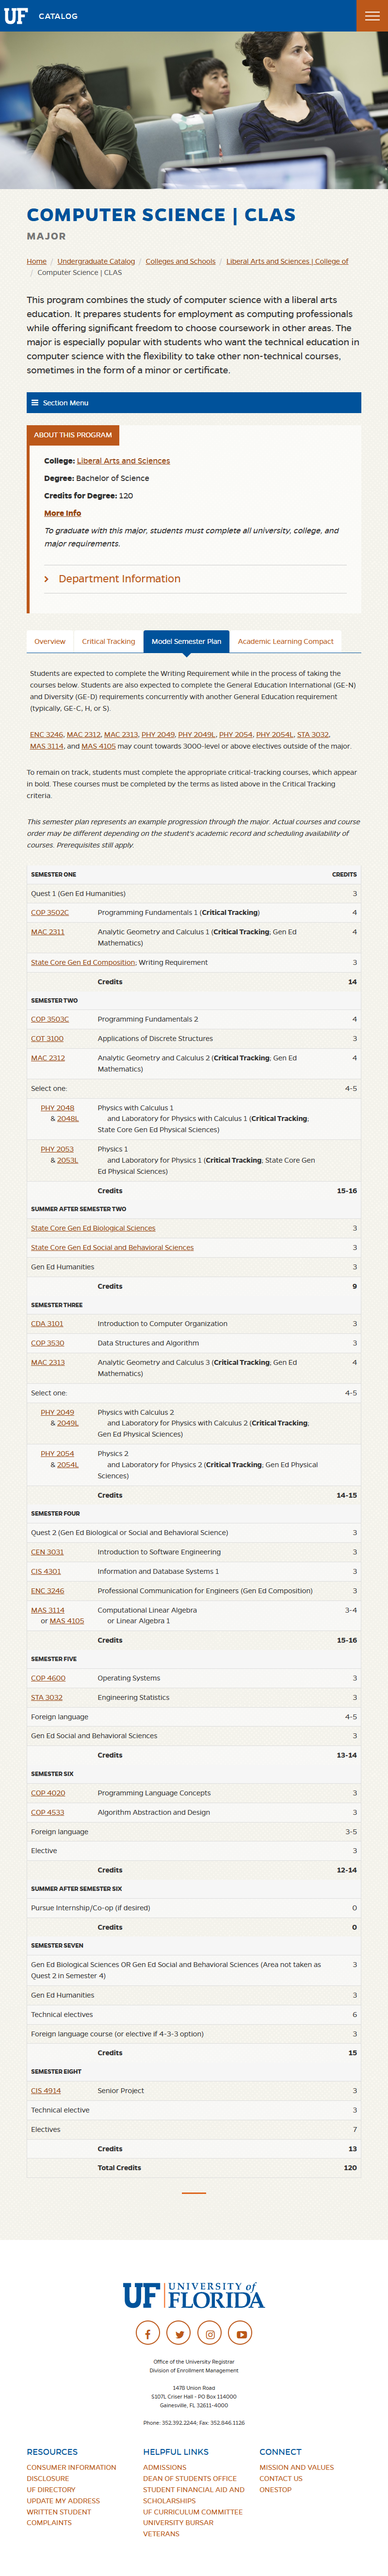 UF CATALOG
COMPUTER SCIENCE | CLAS
MAJOR
Home / Undergraduate Catalog / Colleges and Schools / Liberal Arts and Sciences | College of
/ Computer Science | CLAS
This program combines the study of computer science with a liberal arts
education. It prepares students for employment as computing professionals
while offering significant freedom to choose coursework in other areas. The
major is especially popular with students who want the technical education in
computer science with the flexibility to take other non-technical courses,
sometimes in the form of a minor or certificate.
Section Menu
ABOUT THIS PROGRAM
College: Liberal Arts and Sciences
Degree: Bachelor of Science
Credits for Degree: 120
More Info
To graduate with this major, students must complete all university, college, and
major requirements.
Department Information
Overview Critical Tracking Model Semester Plan Academic Learning Compact
Students are expected to complete the Writing Requirement while in the process of taking the
courses below. Students are also expected to complete the General Education International (GE-N)
and Diversity (GE-D) requirements concurrently with another General Education requirement
(typically, GE-C, H, or S).
ENC 3246, MAC 2312, MAC 2313, PHY 2049, PHY 2049L, PHY 2054, PHY 2054L, STA 3032,
MAS 3114, and MAS 4105 may count towards 3000-level or above electives outside of the major.
To remain on track, students must complete the appropriate critical-tracking courses, which appear
in bold. These courses must be completed by the terms as listed above in the Critical Tracking
criteria.
This semester plan represents an example progression through the major. Actual courses and course
order may be different depending on the student's academic record and scheduling availability of
courses. Prerequisites still apply.
SEMESTER ONE CREDITS
Quest 1 (Gen Ed Humanities) 3
COP 3502C Programming Fundamentals 1 (Critical Tracking) 4
MAC 2311 Analytic Geometry and Calculus 1 (Critical Tracking; Gen Ed 4
Mathematics)
State Core Gen Ed Composition; Writing Requirement 3
Credits 14
SEMESTER TWO
COP 3503C Programming Fundamentals 2 4
COT 3100 Applications of Discrete Structures 3
MAC 2312 Analytic Geometry and Calculus 2 (Critical Tracking; Gen Ed 4
Mathematics)
Select one: 4-5
PHY 2048 Physics with Calculus 1
& 2048L and Laboratory for Physics with Calculus 1 (Critical Tracking;
State Core Gen Ed Physical Sciences)
PHY 2053 Physics 1
& 2053L and Laboratory for Physics 1 (Critical Tracking; State Core Gen
Ed Physical Sciences)
Credits 15-16
SUMMER AFTER SEMESTER TWO
State Core Gen Ed Biological Sciences 3
State Core Gen Ed Social and Behavioral Sciences 3
Gen Ed Humanities 3
Credits 9
SEMESTER THREE
CDA 3101 Introduction to Computer Organization 3
COP 3530 Data Structures and Algorithm 3
MAC 2313 Analytic Geometry and Calculus 3 (Critical Tracking; Gen Ed 4
Mathematics)
Select one: 4-5
PHY 2049 Physics with Calculus 2
& 2049L and Laboratory for Physics with Calculus 2 (Critical Tracking;
Gen Ed Physical Sciences)
PHY 2054 Physics 2
& 2054L and Laboratory for Physics 2 (Critical Tracking; Gen Ed Physical
Sciences)
Credits 14-15
SEMESTER FOUR
Quest 2 (Gen Ed Biological or Social and Behavioral Science) 3
CEN 3031 Introduction to Software Engineering 3
CIS 4301 Information and Database Systems 1 3
ENC 3246 Professional Communication for Engineers (Gen Ed Composition) 3
MAS 3114 Computational Linear Algebra 3-4
or MAS 4105 or Linear Algebra 1
Credits 15-16
SEMESTER FIVE
COP 4600 Operating Systems 3
STA 3032 Engineering Statistics 3
Foreign language 4-5
Gen Ed Social and Behavioral Sciences 3
Credits 13-14
SEMESTER SIX
COP 4020 Programming Language Concepts 3
COP 4533 Algorithm Abstraction and Design 3
Foreign language 3-5
Elective 3
Credits 12-14
SUMMER AFTER SEMESTER SIX
Pursue Internship/Co-op (if desired) 0
Credits 0
SEMESTER SEVEN
Gen Ed Biological Sciences OR Gen Ed Social and Behavioral Sciences (Area not taken as 3
Quest 2 in Semester 4)
Gen Ed Humanities 3
Technical electives 6
Foreign language course (or elective if 4-3-3 option) 3
Credits 15
SEMESTER EIGHT
CIS 4914 Senior Project 3
Technical elective 3
Electives 7
Credits 13
Total Credits 120
UF UNIVERSITY of
FLORIDA
Office of the University Registrar
Division of Enrollment Management
1478 Union Road
S107L Criser Hall - PO Box 114000
Gainesville, FL 32611-4000
Phone: 352.392.2244; Fax: 352.846.1126
RESOURCES HELPFUL LINKS CONNECT
CONSUMER INFORMATION ADMISSIONS MISSION AND VALUES
DISCLOSURE DEAN OF STUDENTS OFFICE CONTACT US
UF DIRECTORY STUDENT FINANCIAL AID AND ONESTOP
UPDATE MY ADDRESS SCHOLARSHIPS
WRITTEN STUDENT UF CURRICULUM COMMITTEE
COMPLAINTS UNIVERSITY BURSAR
VETERANS